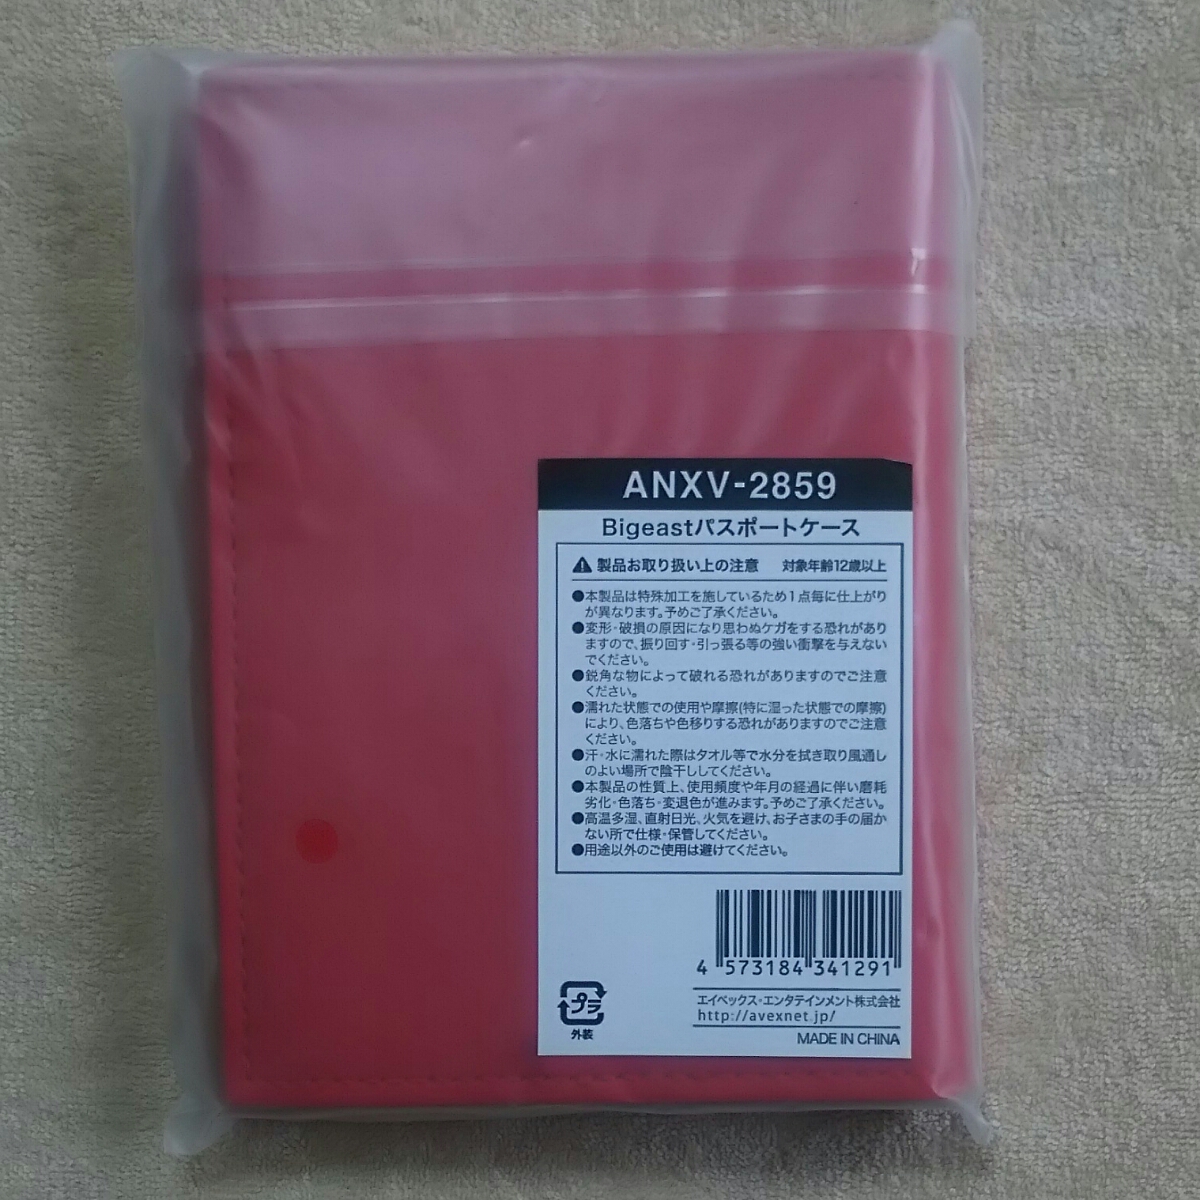 ANXV-2859
Bigeastパスポートケース
製品お取り扱い上の注意 対象年齢12歳以上
●本製品は特殊加工を施しているため1点毎に仕上がり
が異なります。予めご了承ください。
●変形・破損の原因になり思わぬケガをする恐れがあり
ますので、振り回す・引っ張る等の強い衝撃を与えない
でください。
●鋭角な物によって破れる恐れがありますのでご注意
ください。
●濡れた状態での使用や摩擦(特に湿った状態での摩擦)
により、色落ちや色移りする恐れがありますのでご注意
ください。
●汗・水に濡れた際はタオル等で水分を拭き取り風通し
のよい場所で陰干ししてください。
●本製品の性質上、使用頻度や年月の経過に伴い磨耗
劣化・色落ち・変退色が進みます。予めご了承ください。
●高温多湿、直射日光、火気を避け、お子さまの手の届か
ない所で仕様・保管してください。
●用途以外のご使用は避けてください。
4 573184 341291
プラ
外装
エイベックス・エンタテインメント株式会社
http://avexnet.jp/
MADE IN CHINA